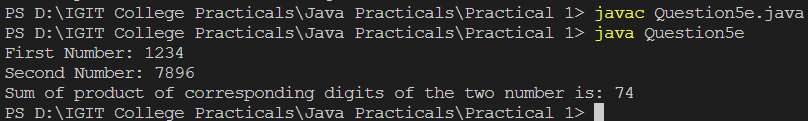 PS D:\IGIT College Practicals\Java Practicals\Practical 1> javac Question5e.java
PS D:\IGIT College Practicals\Java Practicals\Practical 1> java Question5e
First Number: 1234
Second Number: 7896
Sum of product of corresponding digits of the two number is: 74
PS D:\IGIT College Practicals\Java Practicals\Practical 1>